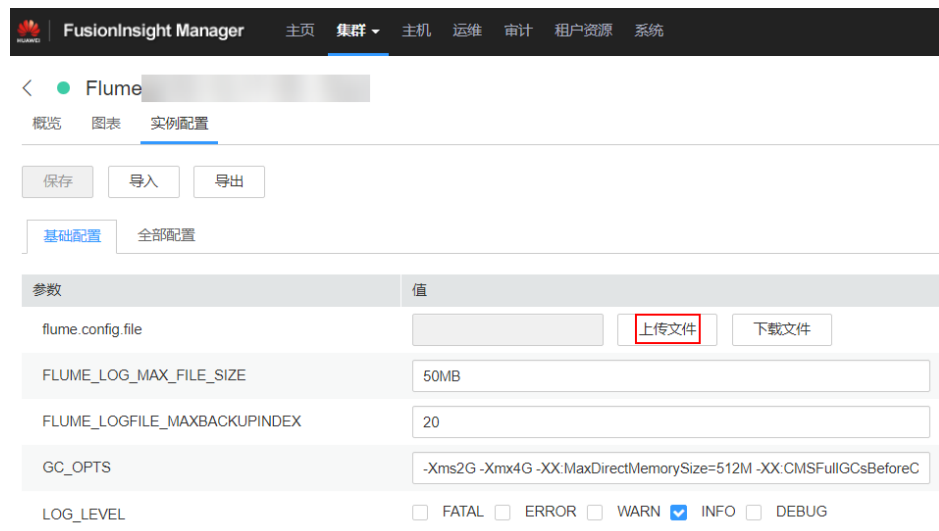 HUAWEI FusionInsight Manager 主页 集群 主机 运维 审计 租户资源 系统
Flume
概览 图表 实例配置
保存 导入 导出
基础配置 全部配置
参数 值
flume.config.file 上传文件 下载文件
FLUME_LOG_MAX_FILE_SIZE 50MB
FLUME_LOGFILE_MAXBACKUPINDEX 20
GC_OPTS -Xms2G -Xmx4G -XX:MaxDirectMemorySize=512M -XX:CMSFullGCsBeforeC
LOG_LEVEL FATAL ERROR WARN INFO DEBUG